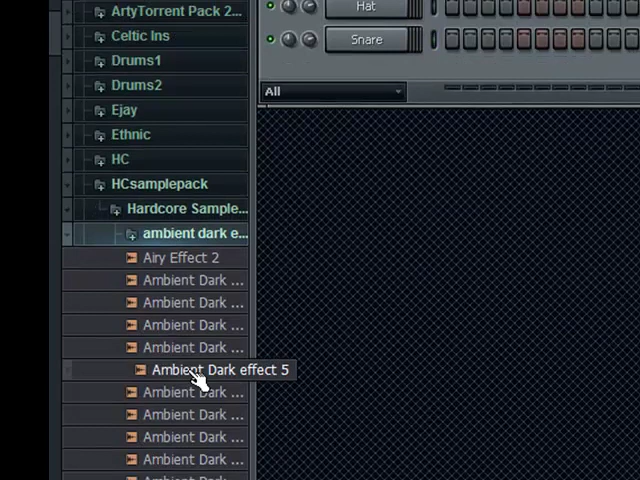 ArtyTorrent Pack 2...
Celtic Ins
Drums1
Drums2
Ejay
Ethnic
HC
HCsamplepack
Hardcore Sample...
ambient dark e...
Airy Effect 2
Ambient Dark ...
Ambient Dark ...
Ambient Dark ...
Ambient Dark ...
Ambient Dark effect 5
Ambient Dark ...
Ambient Dark ...
Ambient Dark ...
Ambient Dark ...
Hat
Snare
All